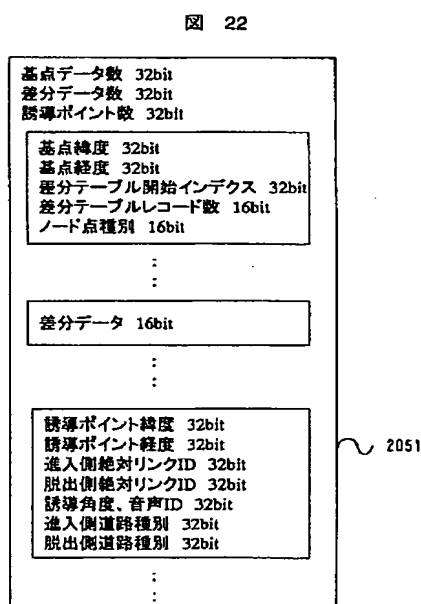 図 22
基点データ数 32bit
差分データ数 32bit
誘導ポイント数 32bit
基点緯度 32bit
基点経度 32bit
差分テーブル開始インデクス 32bit
差分テーブルレコード数 16bit
ノード点種別 16bit
:
:
差分データ 16bit
:
:
誘導ポイント緯度 32bit
誘導ポイント経度 32bit
進入側絶対リンクID 32bit
脱出側絶対リンクID 32bit
誘導角度、音声ID 32bit
進入側道路種別 32bit
脱出側道路種別 32bit
2051
:
: